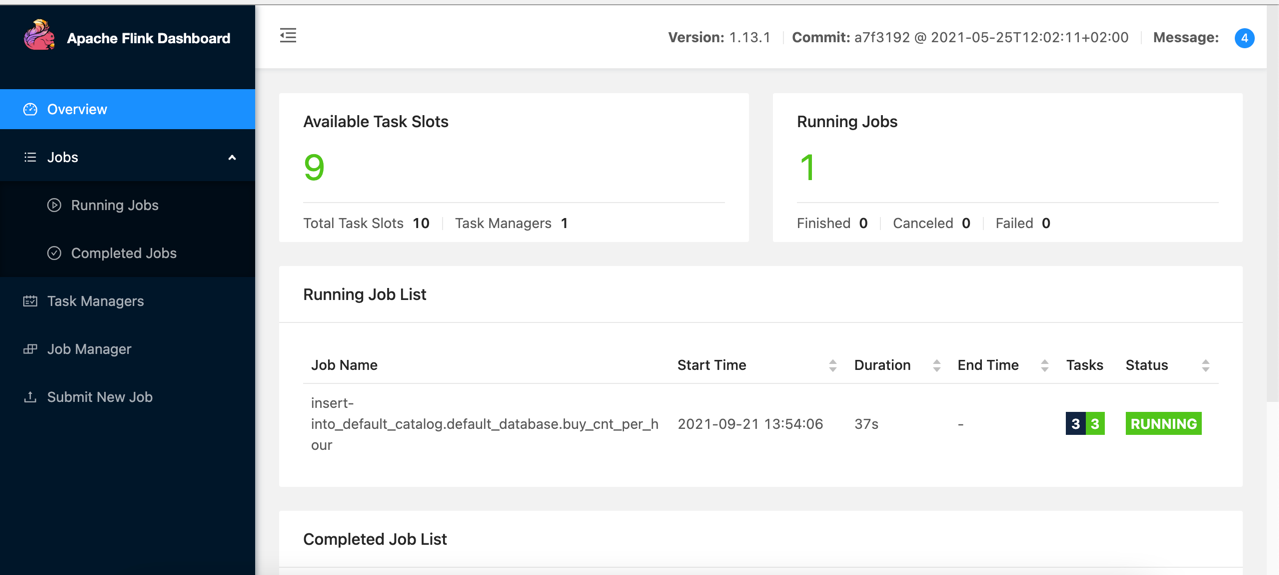 Apache Flink Dashboard
Version: 1.13.1 Commit: a7f3192 @ 2021-05-25T12:02:11+02:00 Message: 4
Overview
Jobs
Running Jobs
Completed Jobs
Task Managers
Job Manager
Submit New Job
Available Task Slots
9
Total Task Slots 10 Task Managers 1
Running Jobs
1
Finished 0 Canceled 0 Failed 0
Running Job List
Job Name Start Time Duration End Time Tasks Status
insert-
into_default_catalog.default_database.buy_cnt_per_h 2021-09-21 13:54:06 37s - 3 3 RUNNING
our
Completed Job List